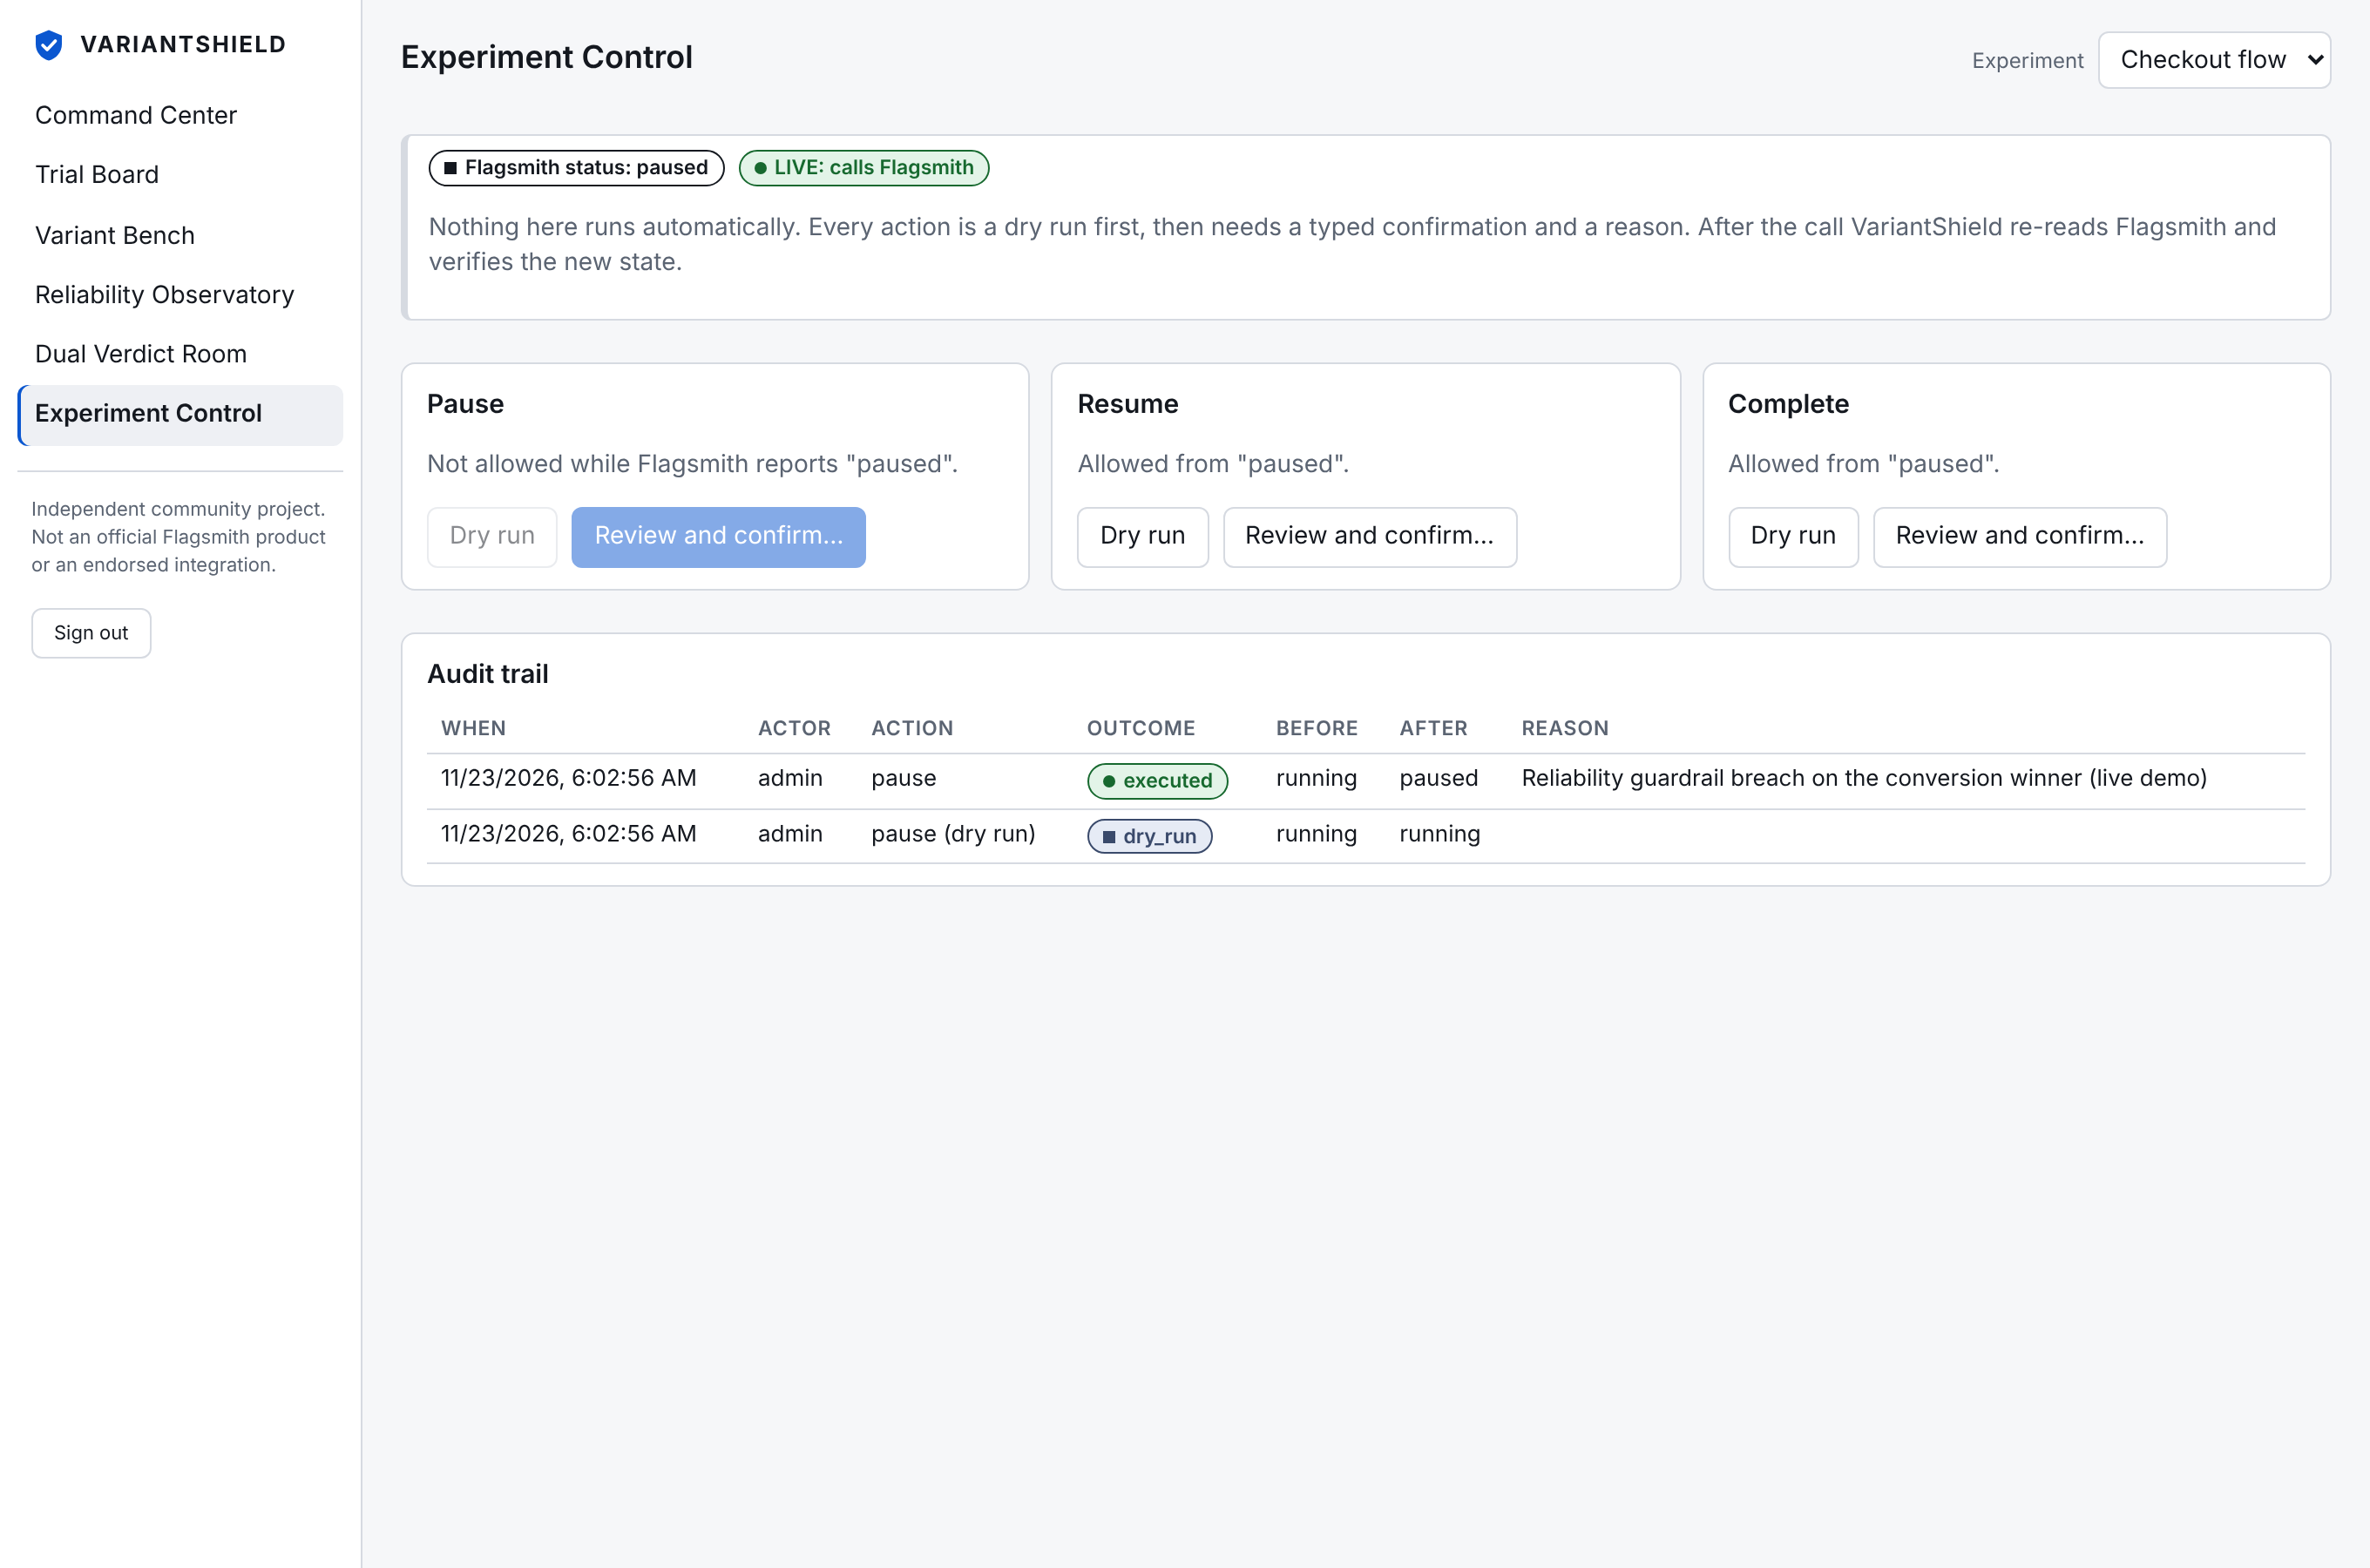 VARIANTSHIELD
Command Center
Trial Board
Variant Bench
Reliability Observatory
Dual Verdict Room
Experiment Control
Independent community project.
Not an official Flagsmith product
or an endorsed integration.
Sign out
Experiment Control
Experiment
Checkout flow
Flagsmith status: paused
LIVE: calls Flagsmith
Nothing here runs automatically. Every action is a dry run first, then needs a typed confirmation and a reason. After the call VariantShield re-reads Flagsmith and
verifies the new state.
Pause
Not allowed while Flagsmith reports "paused".
Dry run
Review and confirm...
Resume
Allowed from "paused".
Dry run
Review and confirm...
Complete
Allowed from "paused".
Dry run
Review and confirm...
Audit trail
WHEN ACTOR ACTION OUTCOME BEFORE AFTER REASON
11/23/2026, 6:02:56 AM admin pause executed running paused Reliability guardrail breach on the conversion winner (live demo)
11/23/2026, 6:02:56 AM admin pause (dry run) dry_run running running